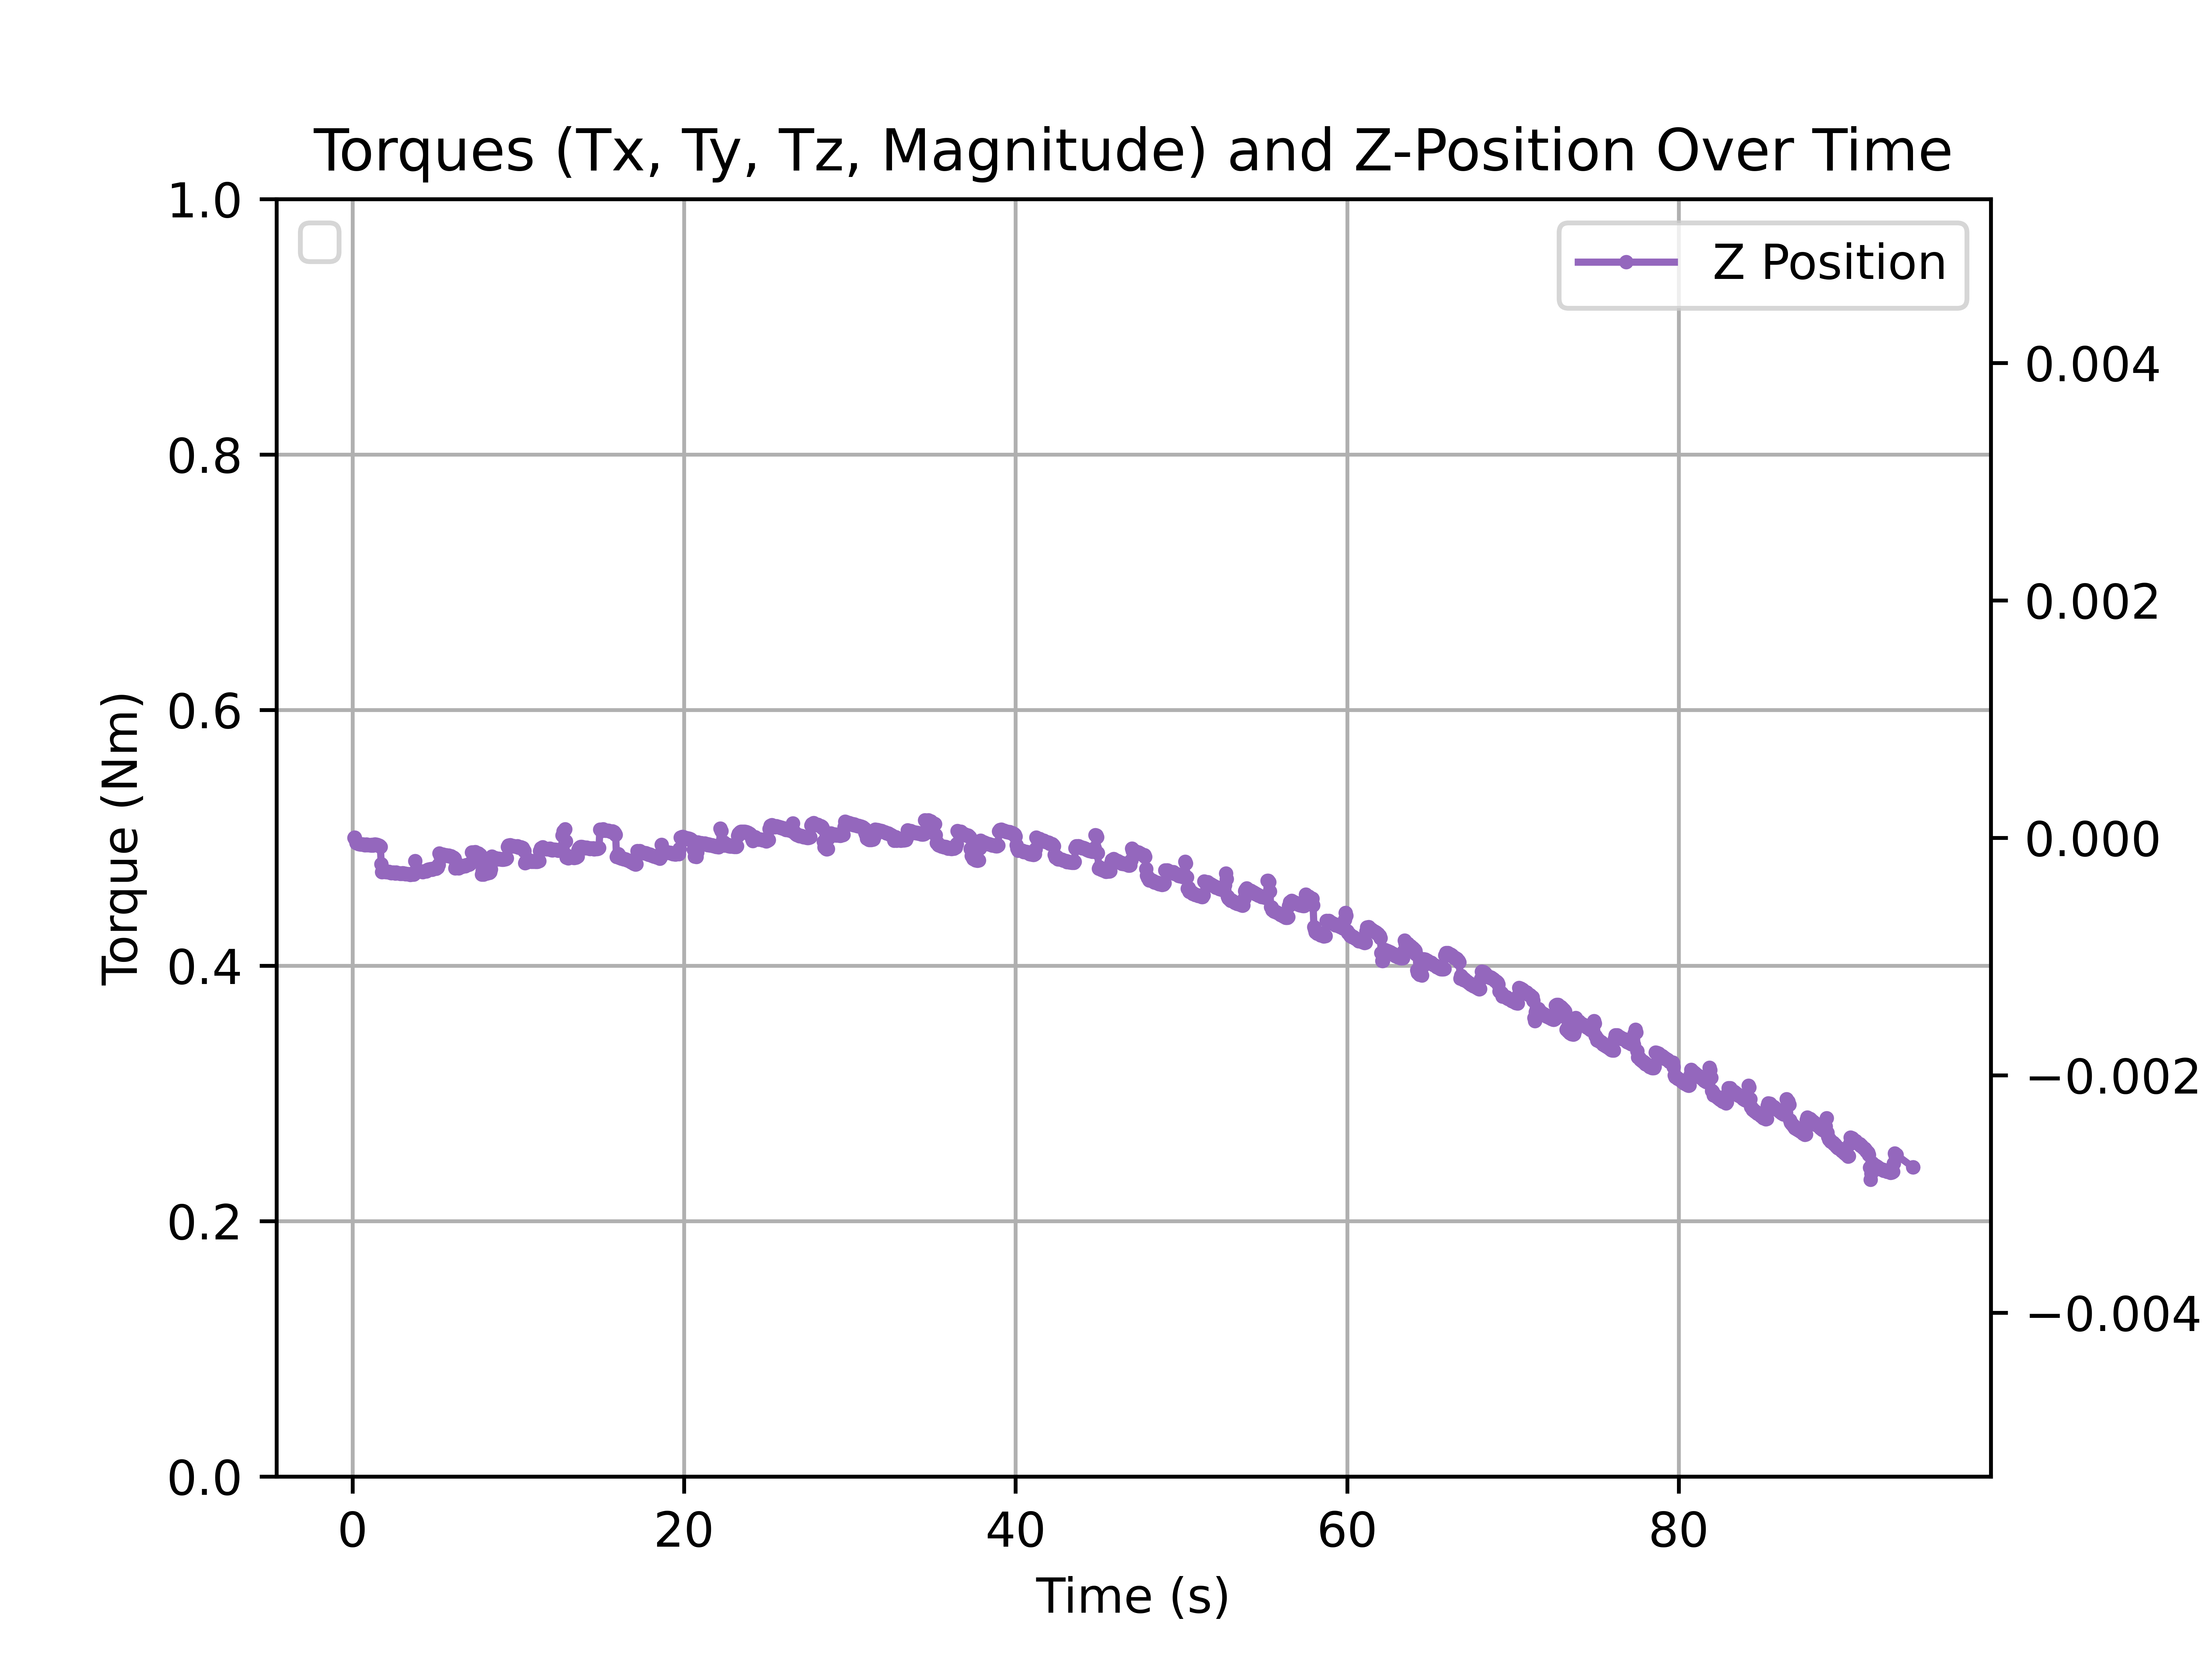 Torques (Tx, Ty, Tz, Magnitude) and Z-Position Over Time
1.0
0.8
0.6
0.4
0.2
0.0
Torque (Nm)
Z Position
0.004
0.002
0.000
−0.002
−0.004
0 20 40 60 80
Time (s)